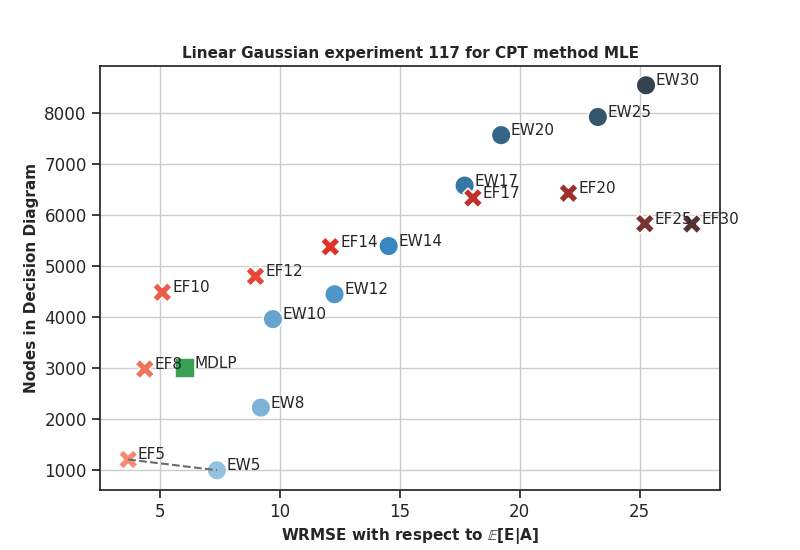 Linear Gaussian experiment 117 for CPT method MLE
Nodes in Decision Diagram
8000
7000
6000
5000
4000
3000
2000
1000
EW30
EW25
EW20
EW17
EF17
EF20
EF25
EF30
EF14
EW14
EF12
EF10
EW12
EW10
EF8
MDLP
EW8
EF5
EW5
5
10
15
20
25
WRMSE with respect to 𝔼[E|A]